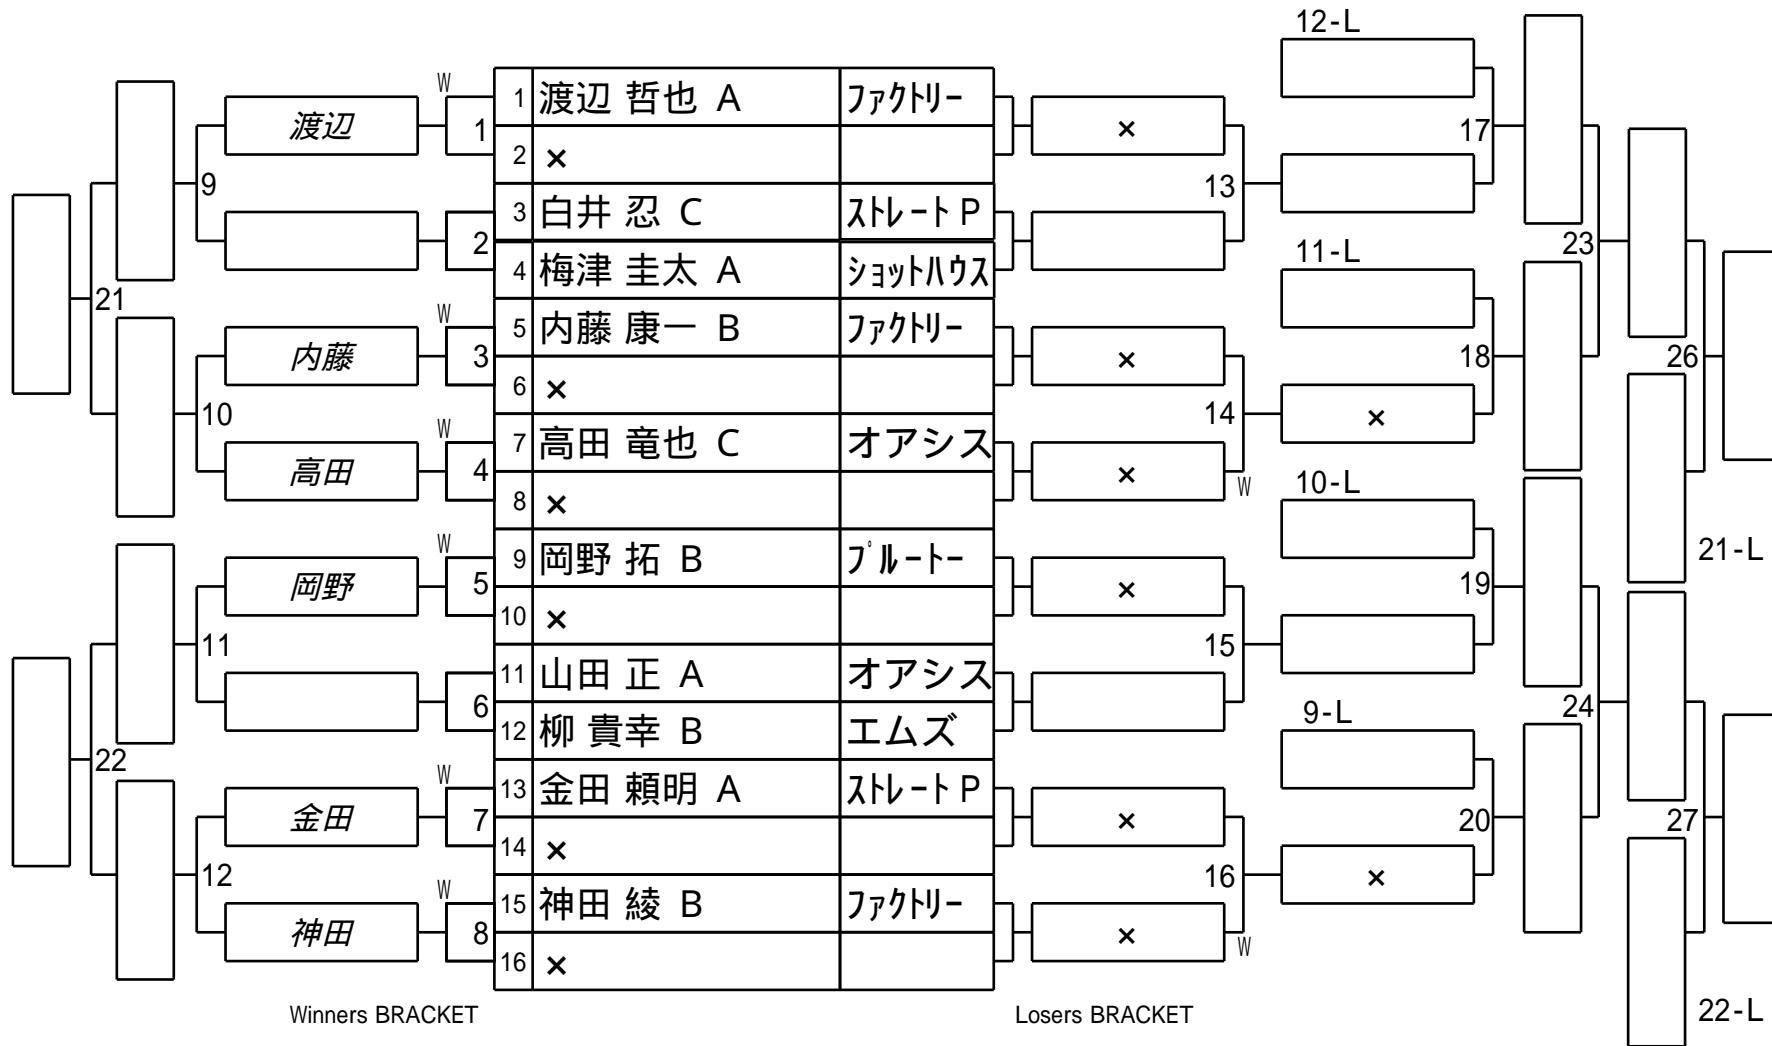 12-L
W
1 渡辺 哲也 A ファクトリー
渡辺 1 × 17
2 ×
9 13
3 白井 忍 C ストレートP
2 11-L 23
4 梅津 圭太 A ショットハウス
21 W
5 内藤 康一 B ファクトリー
内藤 3 × 18 26
6 ×
10 W 14 ×
7 高田 竜也 C オアシス
高田 4 × W 10-L
8 ×
W
9 岡野 拓 B プルートー 21-L
岡野 5 × 19
10 ×
11 15
11 山田 正 A オアシス
6 9-L 24
12 柳 貴幸 B エムズ
22 W
13 金田 頼明 A ストレートP
金田 7 × 20 27
14 ×
12 W 16 ×
15 神田 綾 B ファクトリー
神田 8 × W
16 ×
Winners BRACKET Losers BRACKET 22-L